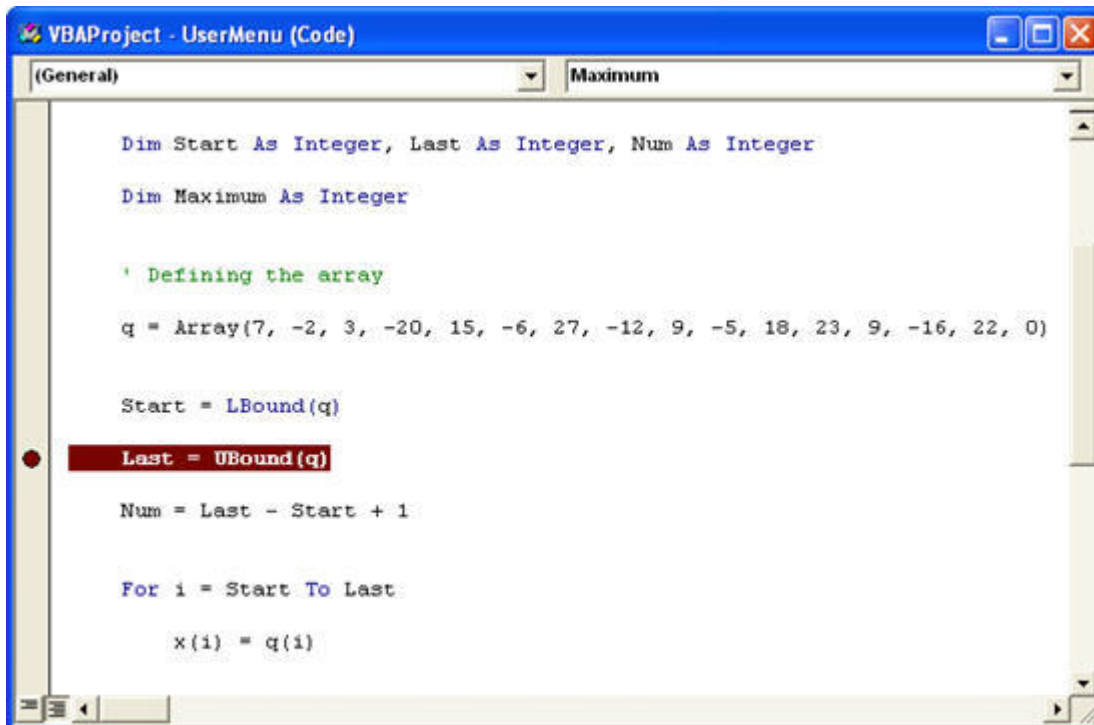 VBAProject - UserMenu (Code)
(General) Maximum
Dim Start As Integer, Last As Integer, Num As Integer
Dim Maximum As Integer
' Defining the array
q = Array(7, -2, 3, -20, 15, -6, 27, -12, 9, -5, 18, 23, 9, -16, 22, 0)
Start = LBound(q)
Last = UBound(q)
Num = Last - Start + 1
For i = Start To Last
x(i) = q(i)